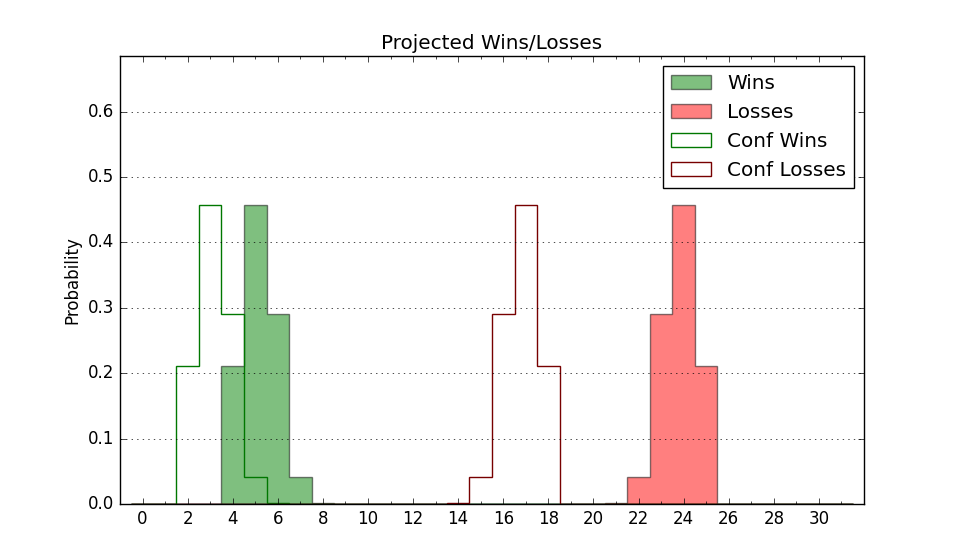 Projected Wins/Losses
Wins
Losses
Conf Wins
Conf Losses
Probability
0.6
0.5
0.4
0.3
0.2
0.1
0.0
0 2 4 6 8 10 12 14 16 18 20 22 24 26 28 30